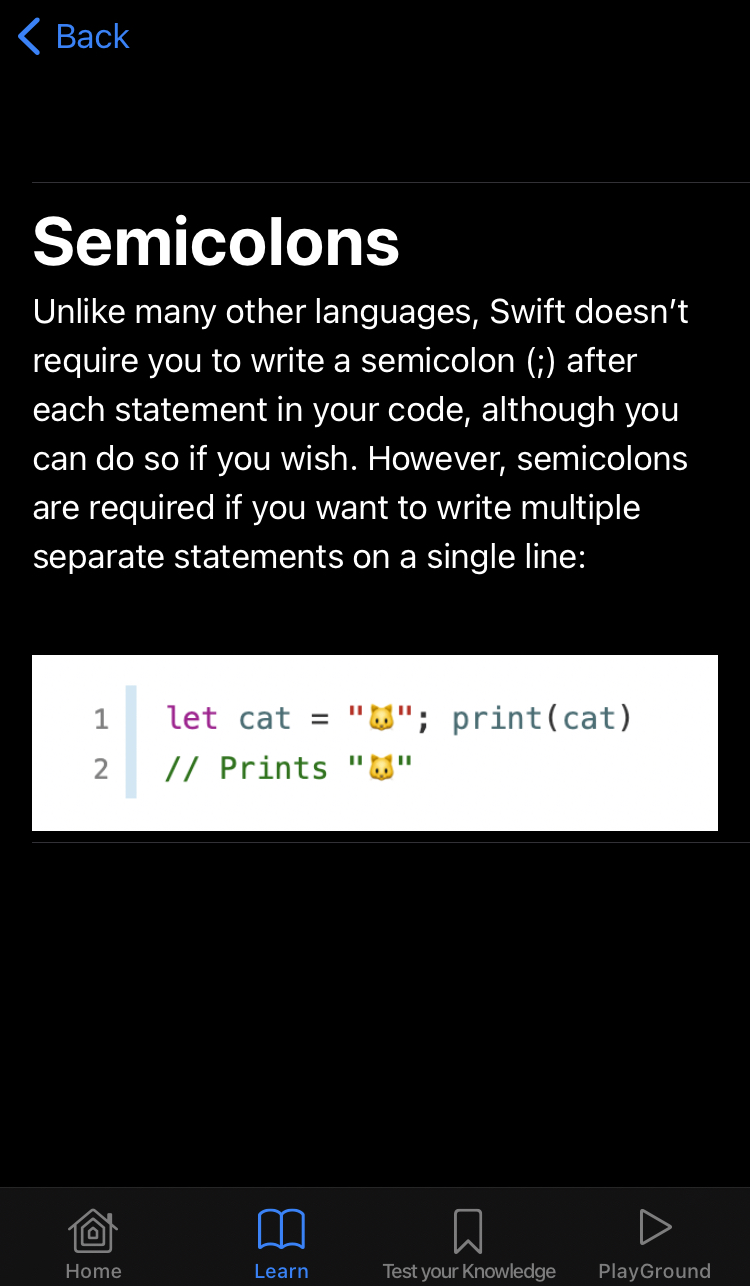 Back
Semicolons
Unlike many other languages, Swift doesn’t
require you to write a semicolon (;) after
each statement in your code, although you
can do so if you wish. However, semicolons
are required if you want to write multiple
separate statements on a single line:
1 let cat = "🐱"; print(cat)
2 // Prints "🐱"
Home Learn Test your Knowledge PlayGround